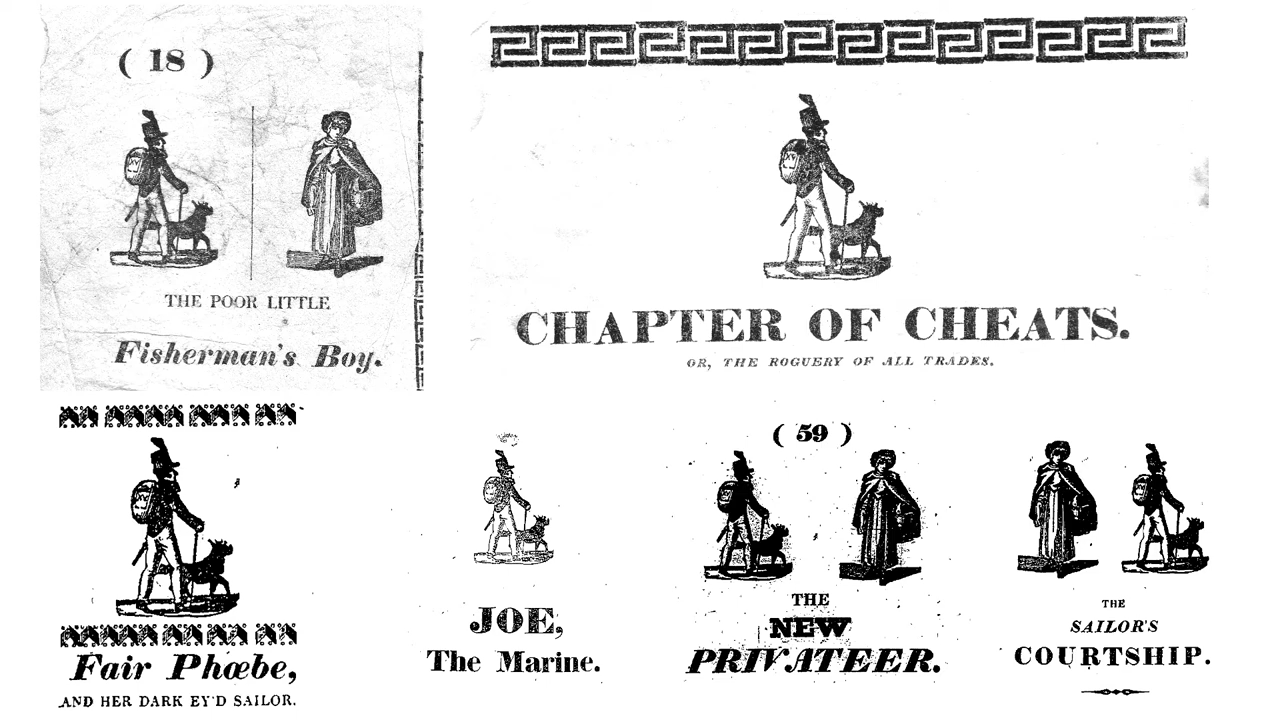 ( 18 )
THE POOR LITTLE
Fisherman's Boy.
CHAPTER OF CHEATS.
OR, THE ROGUERY OF ALL TRADES.
Fair Phœbe,
AND HER DARK EY'D SAILOR.
JOE,
The Marine.
( 59 )
THE
NEW
PRIVATEER.
THE
SAILOR'S
COURTSHIP.